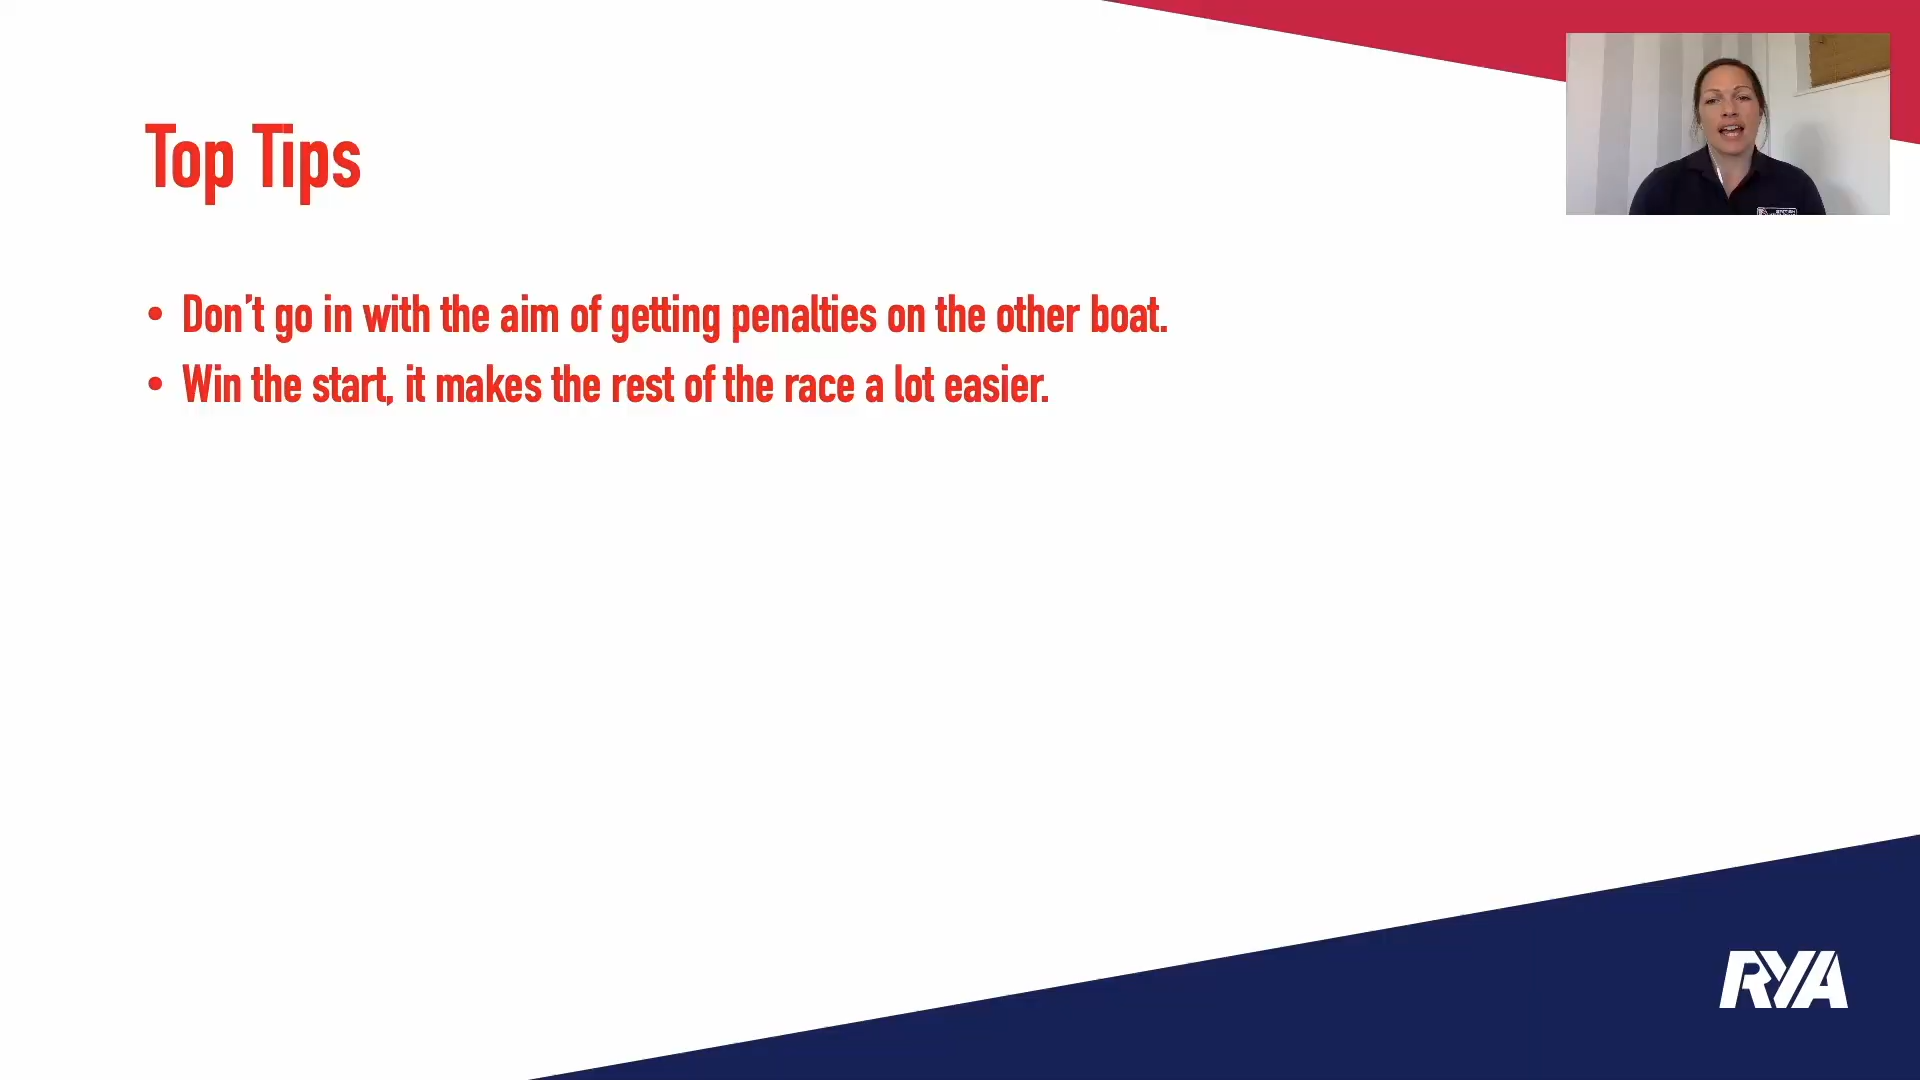 Top Tips
• Don't go in with the aim of getting penalties on the other boat.
• Win the start, it makes the rest of the race a lot easier.
RYA